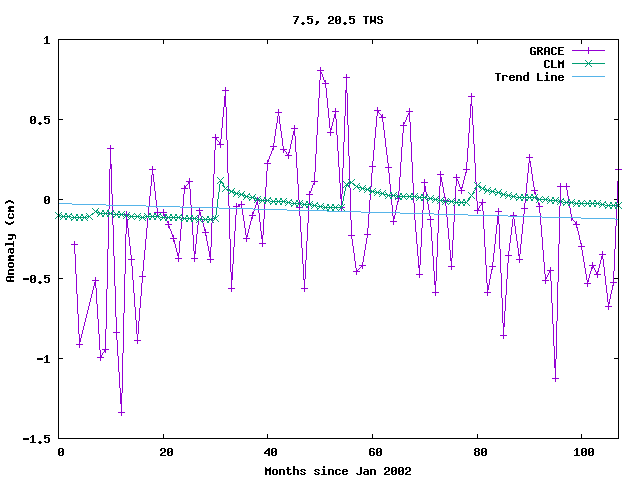 7.5, 20.5 TWS
GRACE
CLM
Trend Line
1
0.5
0
-0.5
-1
-1.5
Anomaly (cm)
0 20 40 60 80 100
Months since Jan 2002